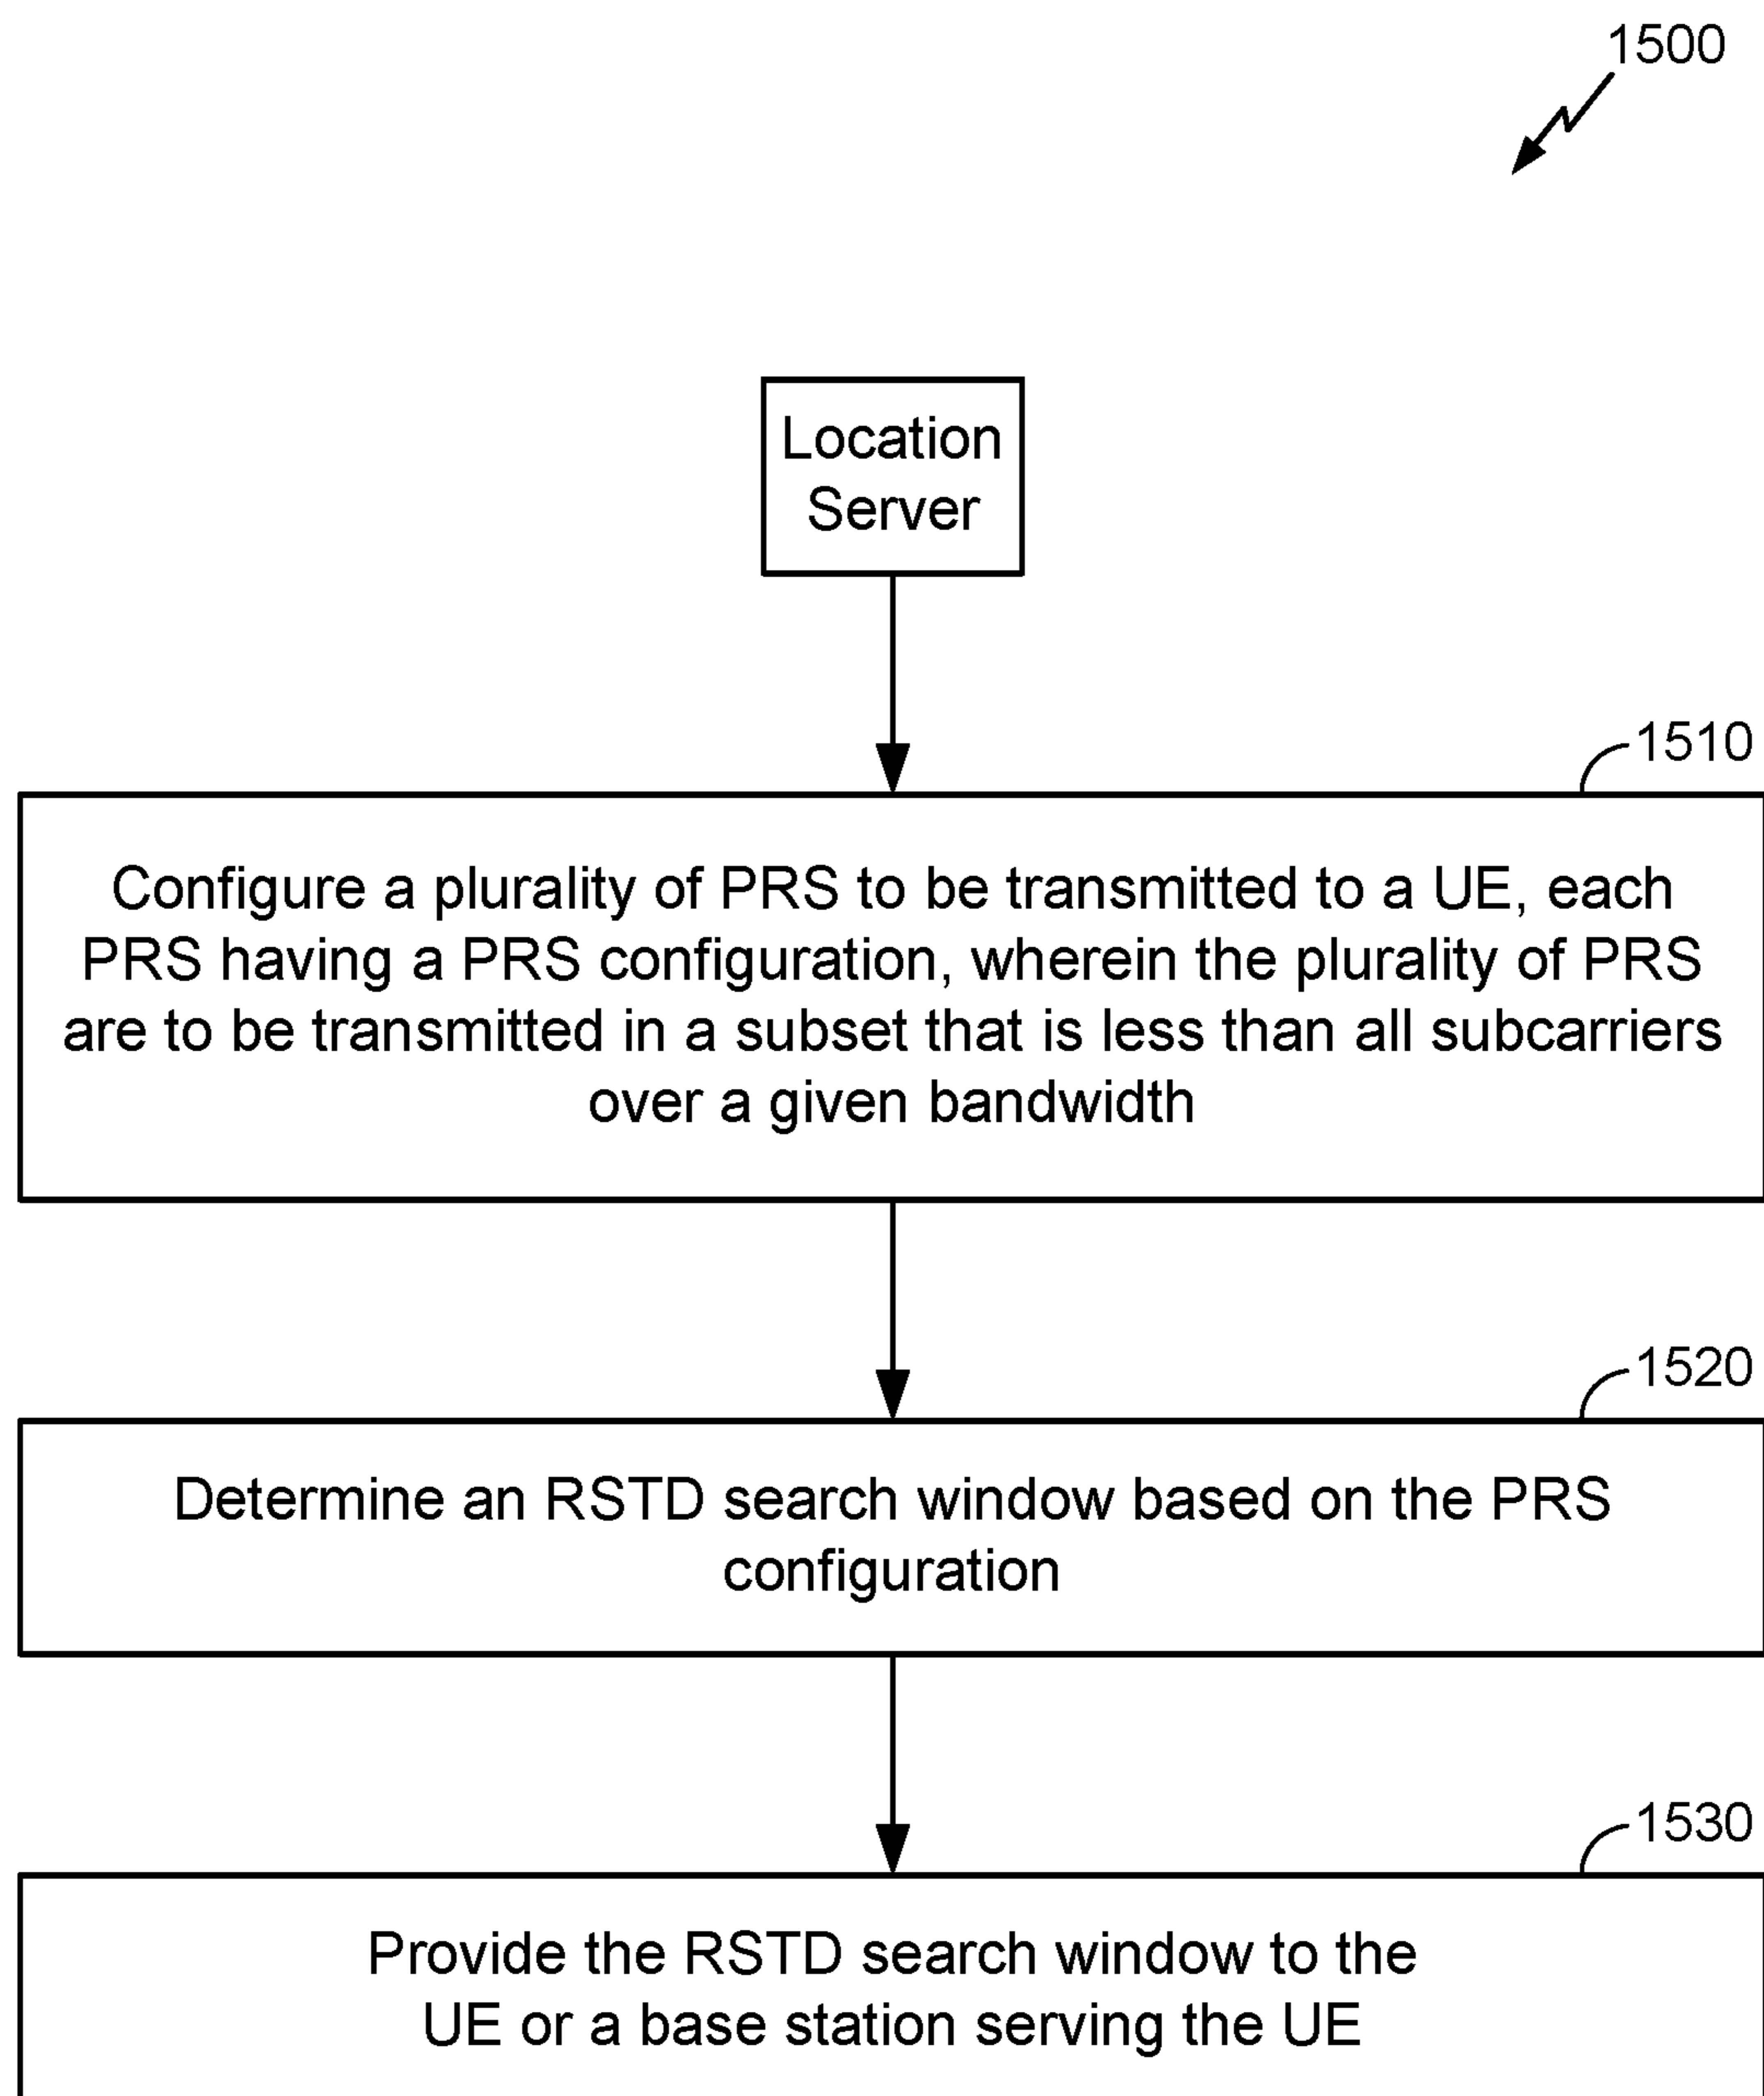 1500
Location
Server
1510
Configure a plurality of PRS to be transmitted to a UE, each
PRS having a PRS configuration, wherein the plurality of PRS
are to be transmitted in a subset that is less than all subcarriers
over a given bandwidth
1520
Determine an RSTD search window based on the PRS
configuration
1530
Provide the RSTD search window to the
UE or a base station serving the UE